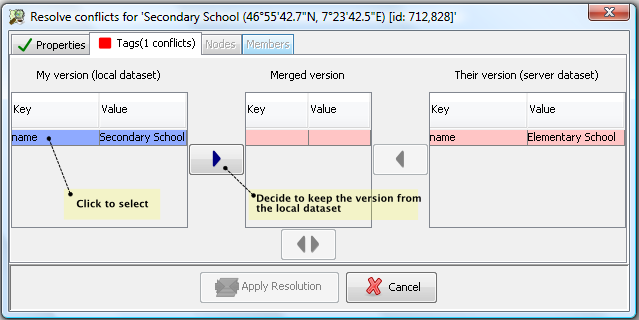 Resolve conflicts for 'Secondary School (46°55'42.7"N, 7°23'42.5"E) [id: 712,828]'
Properties Tags(1 conflicts) Nodes Members
My version (local dataset) Merged version Their version (server dataset)
Key Value Key Value Key Value
name Secondary School name Elementary School
Click to select
Decide to keep the version from
the local dataset
Apply Resolution Cancel